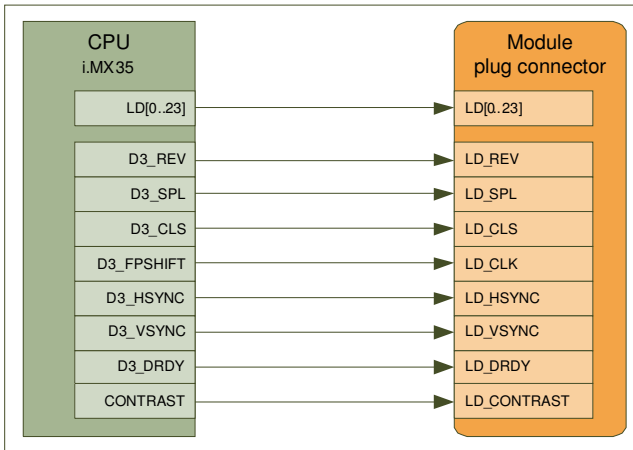 CPU
i.MX35
LD[0..23]
D3_REV
D3_SPL
D3_CLS
D3_FPSHIFT
D3_HSYNC
D3_VSYNC
D3_DRDY
CONTRAST
Module
plug connector
LD[0..23]
LD_REV
LD_SPL
LD_CLS
LD_CLK
LD_HSYNC
LD_VSYNC
LD_DRDY
LD_CONTRAST